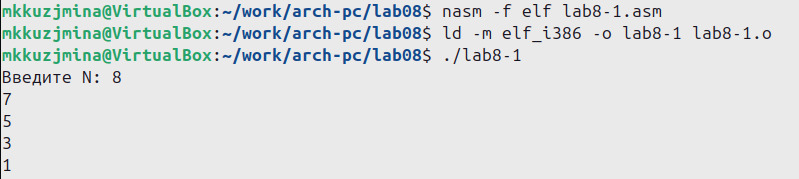 mkkuzjmina@VirtualBox:~/work/arch-pc/lab08$ nasm -f elf lab8-1.asm
mkkuzjmina@VirtualBox:~/work/arch-pc/lab08$ ld -m elf_i386 -o lab8-1 lab8-1.o
mkkuzjmina@VirtualBox:~/work/arch-pc/lab08$ ./lab8-1
Введите N: 8
7
5
3
1